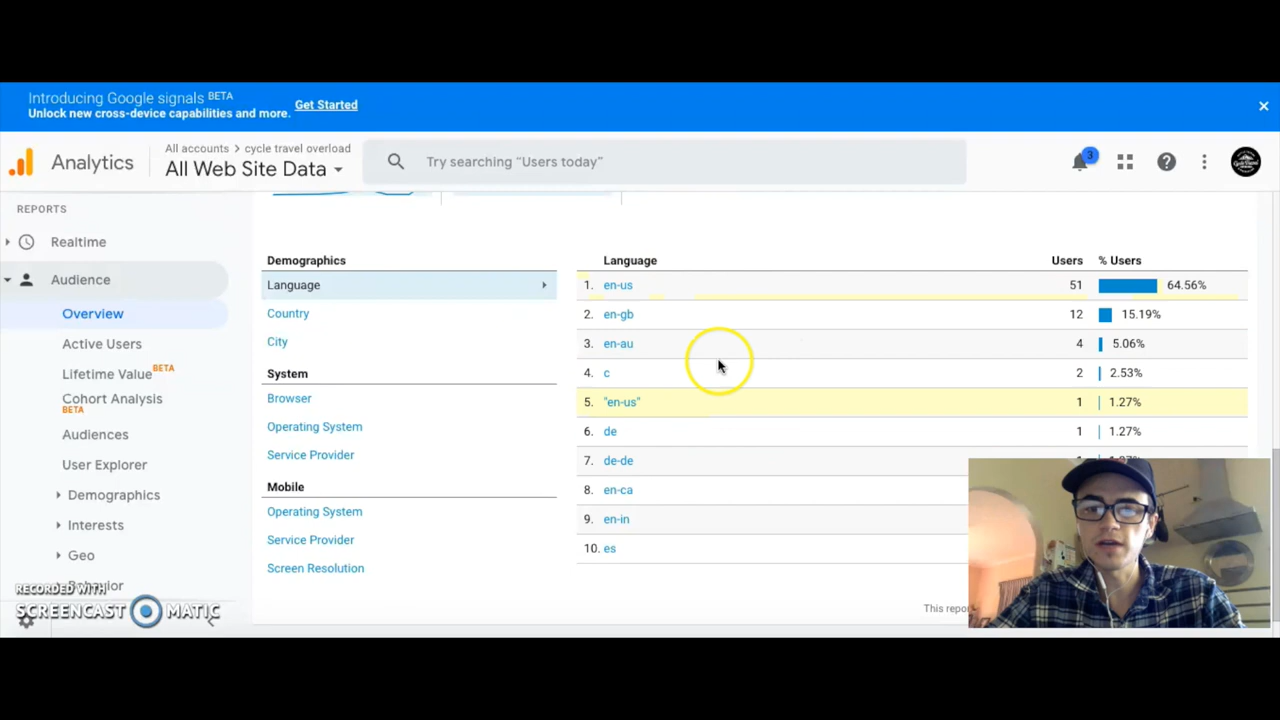 Introducing Google signals BETA
Unlock new cross-device capabilities and more. Get Started
Analytics
All accounts > cycle travel overload
All Web Site Data
Try searching "Users today"
3
REPORTS
Realtime
Audience
Overview
Active Users
Lifetime Value BETA
Cohort Analysis
BETA
Audiences
User Explorer
Demographics
Interests
Geo
Behavior
RECORDED WITH
SCREENCAST MATIC
Demographics
Language
Country
City
System
Browser
Operating System
Service Provider
Mobile
Operating System
Service Provider
Screen Resolution
Language Users % Users
1. en-us 51 64.56%
2. en-gb 12 15.19%
3. en-au 4 5.06%
4. c 2 2.53%
5. "en-us" 1 1.27%
6. de 1 1.27%
7. de-de
8. en-ca
9. en-in
10. es
This repo